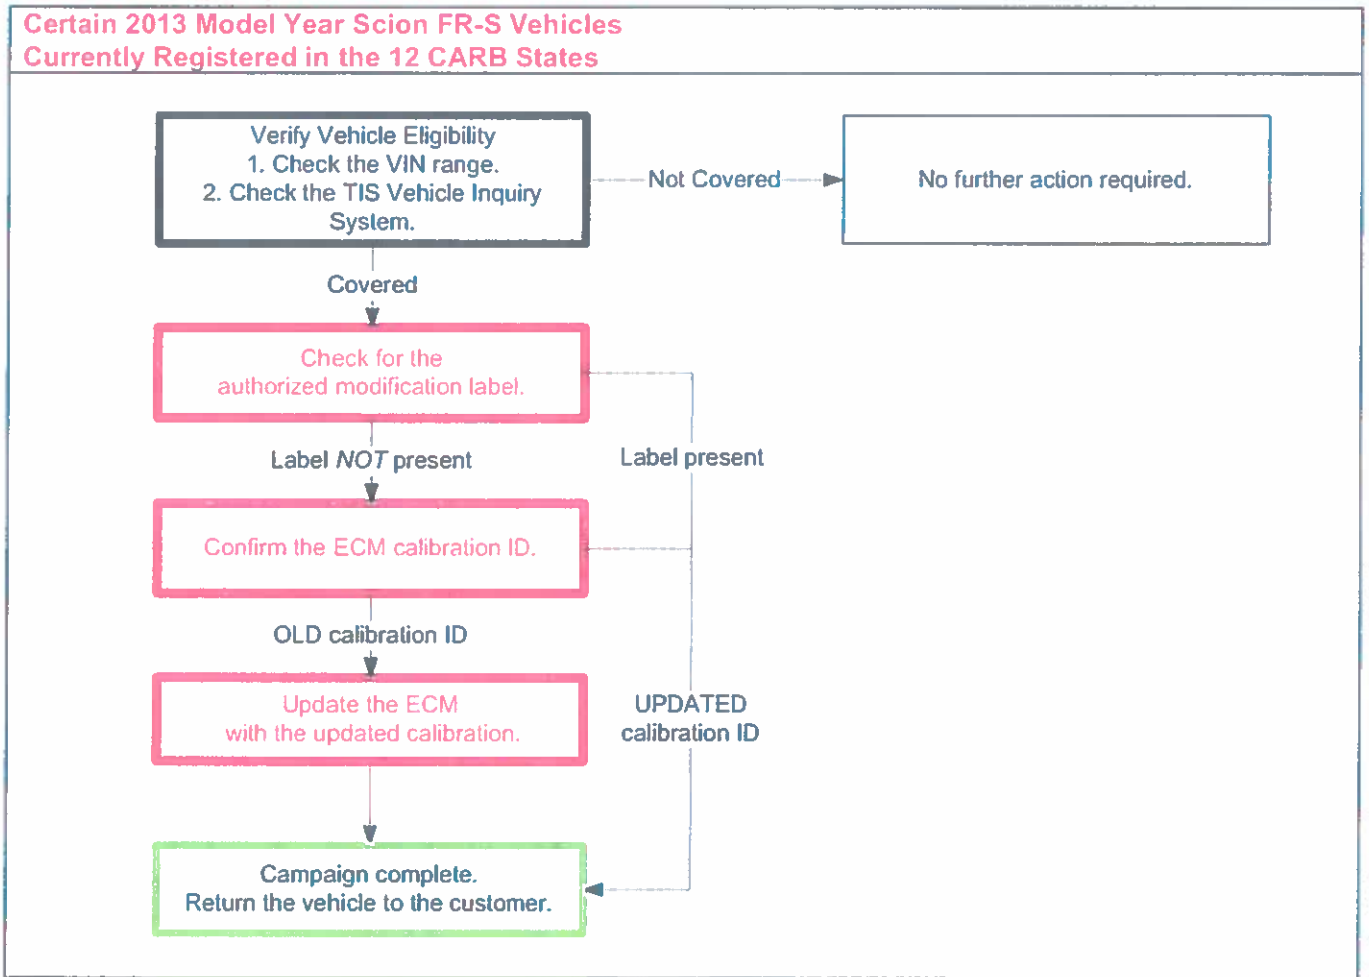 Certain 2013 Model Year Scion FR-S Vehicles
Currently Registered in the 12 CARB States
Verify Vehicle Eligibility
1. Check the VIN range.
2. Check the TIS Vehicle Inquiry
System.
Not Covered
No further action required.
Covered
Check for the
authorized modification label.
Label NOT present
Label present
Confirm the ECM calibration ID.
OLD calibration ID
Update the ECM
with the updated calibration.
UPDATED
calibration ID
Campaign complete.
Return the vehicle to the customer.